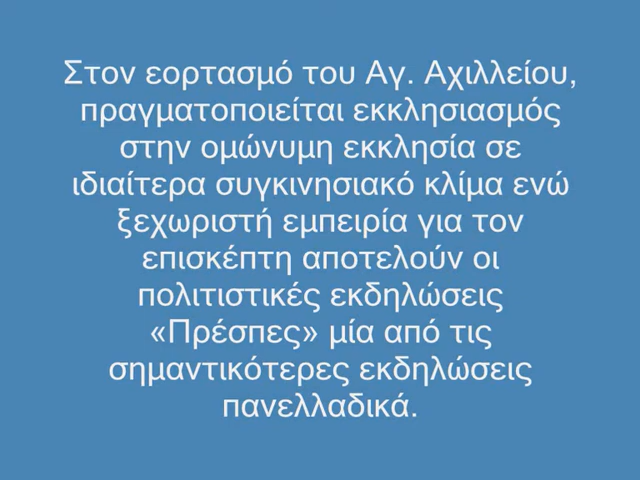 Στον εορτασμό του Αγ. Αχιλλείου,
πραγματοποιείται εκκλησιασμός
στην ομώνυμη εκκλησία σε
ιδιαίτερα συγκινησιακό κλίμα ενώ
ξεχωριστή εμπειρία για τον
επισκέπτη αποτελούν οι
πολιτιστικές εκδηλώσεις
«Πρέσπες» μία από τις
σημαντικότερες εκδηλώσεις
πανελλαδικά.